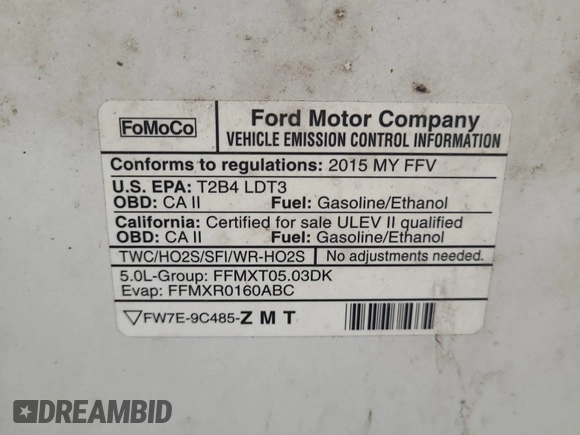 FoMoCo
Ford Motor Company
VEHICLE EMISSION CONTROL INFORMATION
Conforms to regulations: 2015 MY FFV
U.S. EPA: T2B4 LDT3
OBD: CA II Fuel: Gasoline/Ethanol
California: Certified for sale ULEV II qualified
OBD: CA II Fuel: Gasoline/Ethanol
TWC/HO2S/SFI/WR-HO2S No adjustments needed.
5.0L-Group: FFMXT05.03DK
Evap: FFMXR0160ABC
FW7E-9C485-Z M T
DREAMBID